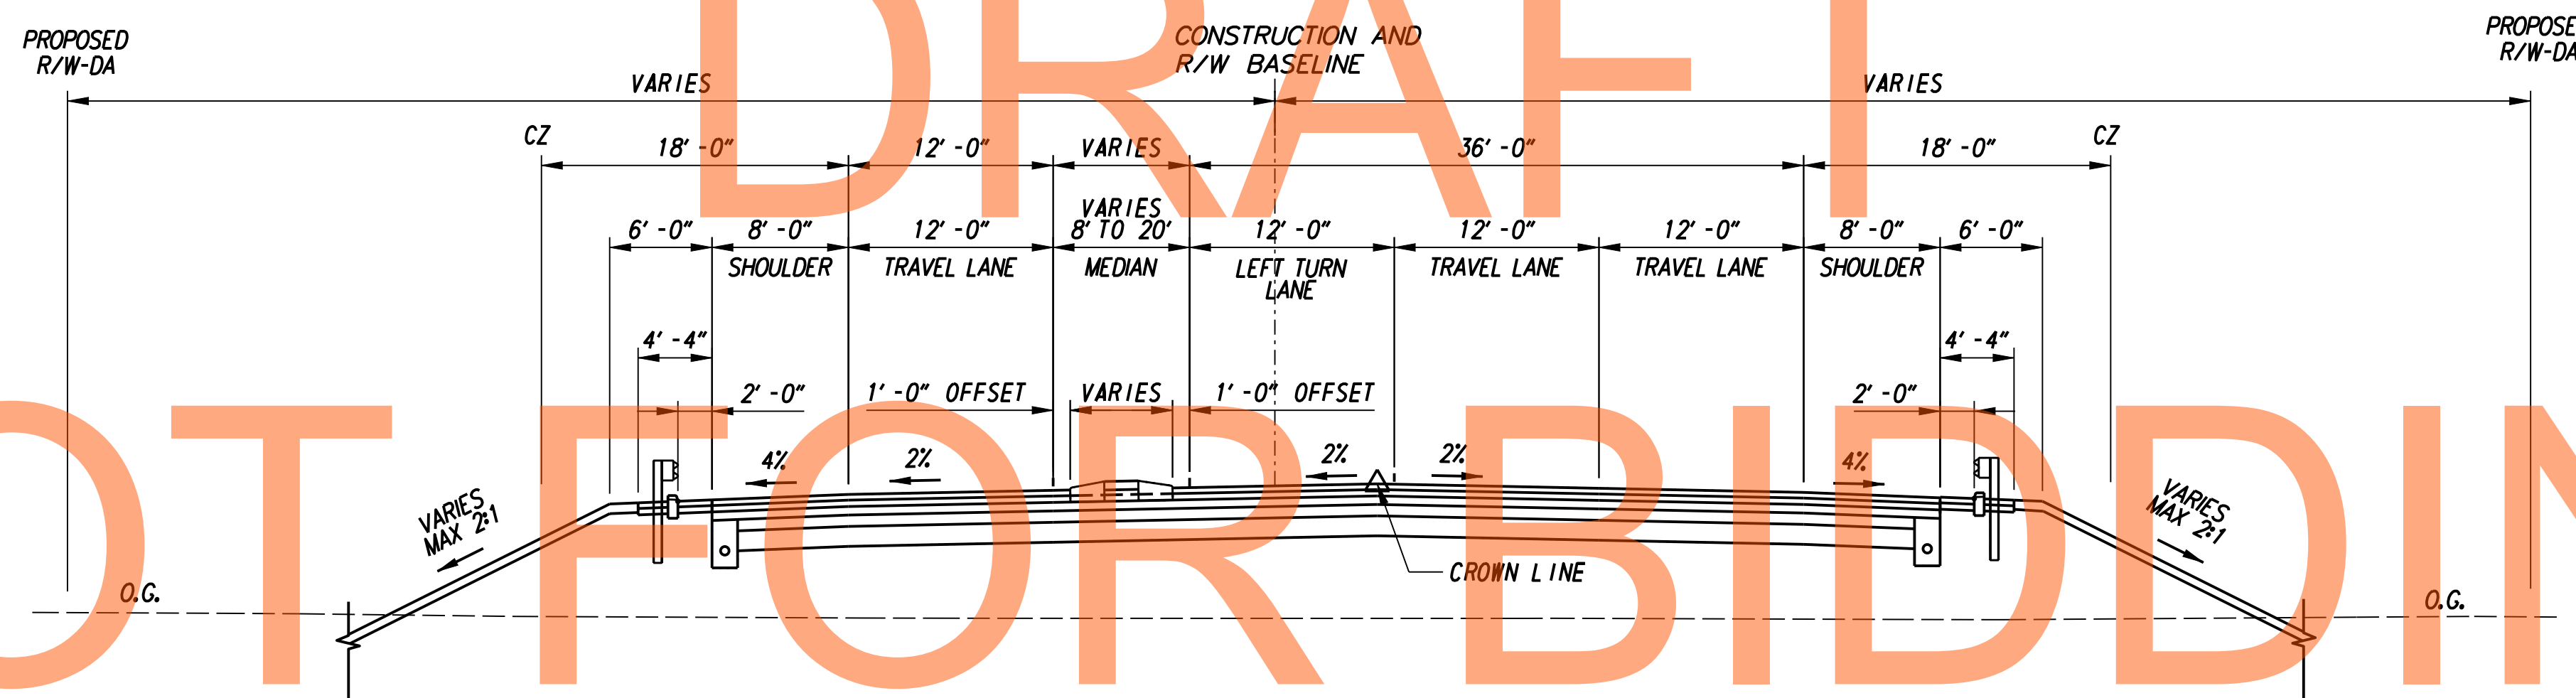 PROPOSED
R/W-DA
CONSTRUCTION AND
R/W BASELINE
R/W-DA
VARIES
VARIES
CZ
CZ
18'-0"
12'-0"
VARIES
36'-0"
18'-0"
VARIES
6'-0"
8'-0"
12'-0"
8' TO 20'
12'-0"
12'-0"
12'-0"
8'-0"
6'-0"
SHOULDER
TRAVEL LANE
MEDIAN
LEFT TURN
LANE
TRAVEL LANE
TRAVEL LANE
SHOULDER
4'-4"
4'-4"
2'-0"
1'-0" OFFSET
VARIES
1'-0" OFFSET
2'-0"
4%
2%
2%
2%
4%
VARIES
MAX 2:1
VARIES
MAX 2:1
CROWN LINE
O.G.
O.G.
DRAFT
FOR